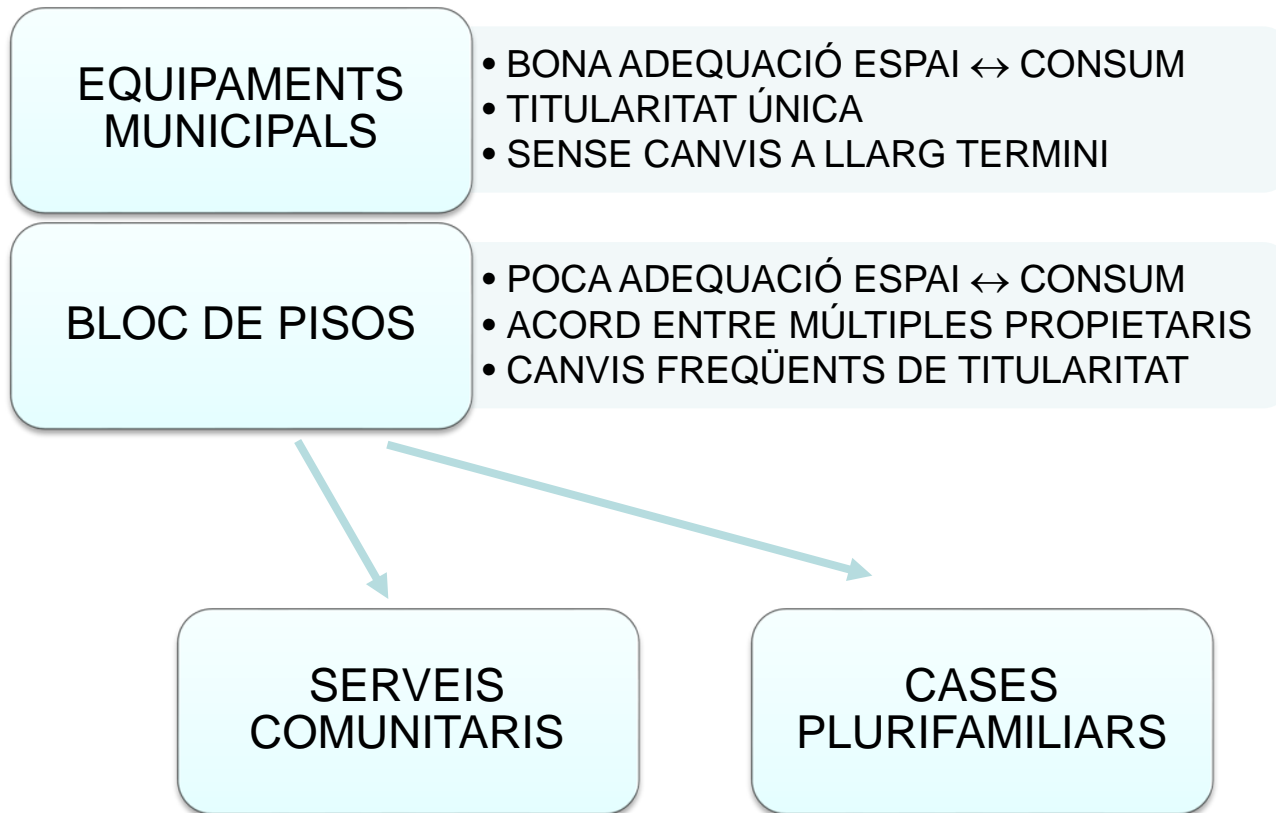 EQUIPAMENTS
MUNICIPALS
• BONA ADEQUACIÓ ESPAI ↔ CONSUM
• TITULARITAT ÚNICA
• SENSE CANVIS A LLARG TERMINI
BLOC DE PISOS
• POCA ADEQUACIÓ ESPAI ↔ CONSUM
• ACORD ENTRE MÚLTIPLES PROPIETARIS
• CANVIS FREQÜENTS DE TITULARITAT
SERVEIS
COMUNITARIS
CASES
PLURIFAMILIARS